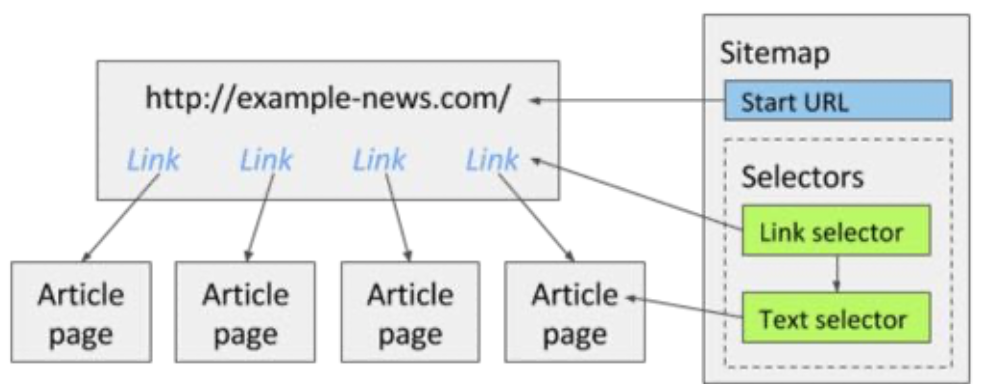 http://example-news.com/
Link Link Link Link
Article page
Article page
Article page
Article page
Sitemap
Start URL
Selectors
Link selector
Text selector